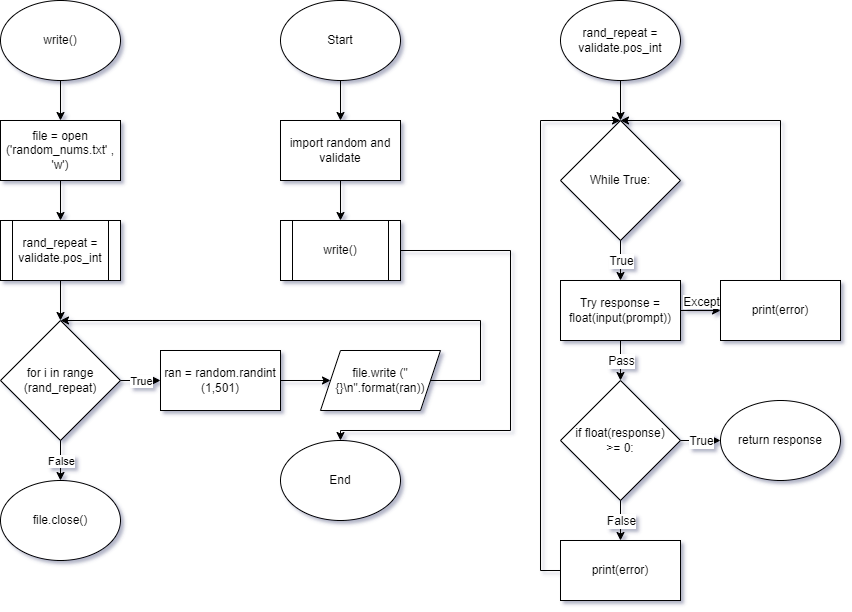 write()
file = open
('random_nums.txt' ,
'w')
rand_repeat =
validate.pos_int
for i in range
(rand_repeat)
True
ran = random.randint
(1,501)
file.write ("
{}\n".format(ran))
False
file.close()
Start
import random and
validate
write()
End
rand_repeat =
validate.pos_int
While True:
True
Try response =
float(input(prompt))
Except
print(error)
Pass
if float(response)
>= 0:
True
return response
False
print(error)